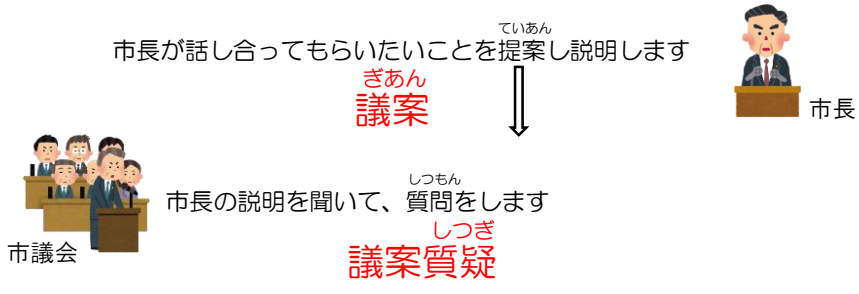 ていあん
市長が話し合ってもらいたいことを提案し説明します
ぎあん
議案
市長
しつもん
市長の説明を聞いて、質問をします
市議会
しつぎ
議案質疑